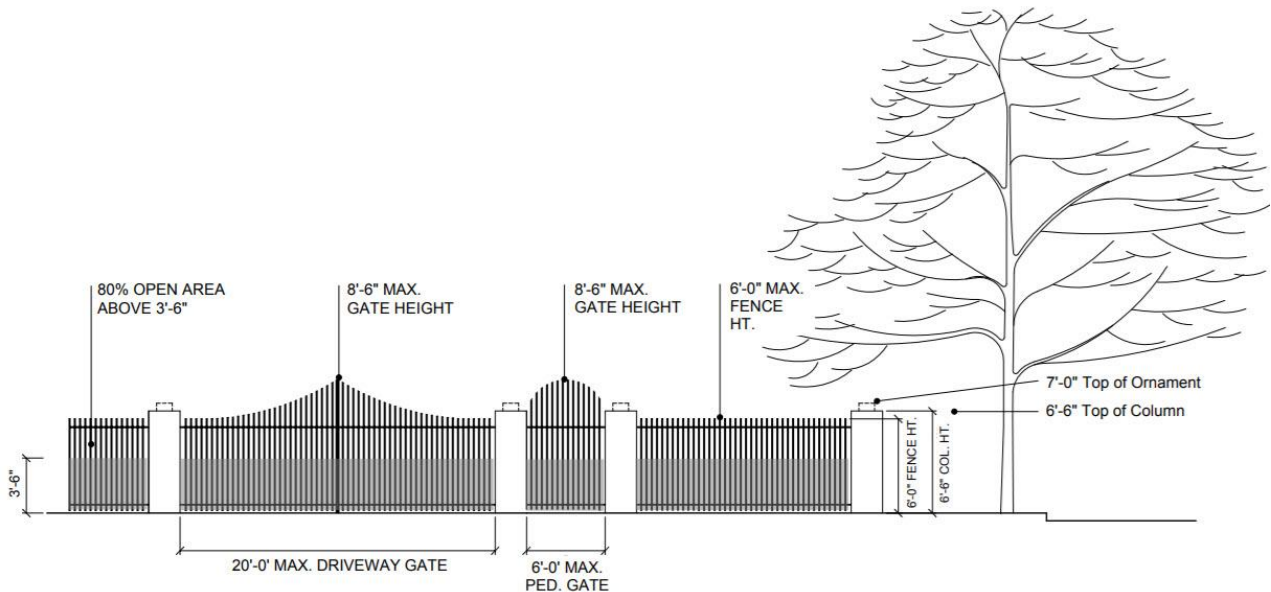 80% OPEN AREA
ABOVE 3'-6"
8'-6" MAX.
GATE HEIGHT
8'-6" MAX.
GATE HEIGHT
6'-0" MAX.
FENCE
HT.
7'-0" Top of Ornament
6'-6" Top of Column
3'-6"
6'-0" FENCE HT.
6'-6" COL. HT.
20'-0' MAX. DRIVEWAY GATE
6'-0' MAX.
PED. GATE